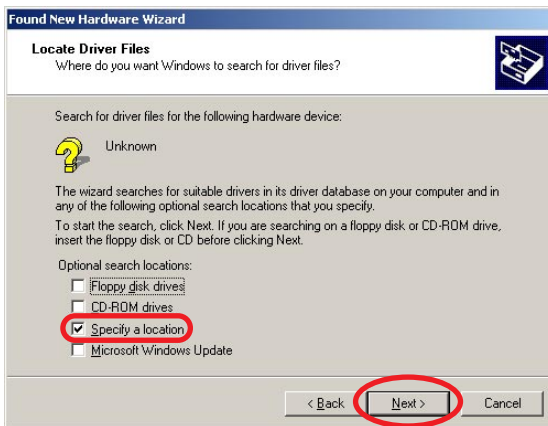 Found New Hardware Wizard
Locate Driver Files
Where do you want Windows to search for driver files?
Search for driver files for the following hardware device:
Unknown
The wizard searches for suitable drivers in its driver database on your computer and in
any of the following optional search locations that you specify.
To start the search, click Next. If you are searching on a floppy disk or CD-ROM drive,
insert the floppy disk or CD before clicking Next.
Optional search locations:
Floppy disk drives
CD-ROM drives
Specify a location
Microsoft Windows Update
< Back Next > Cancel